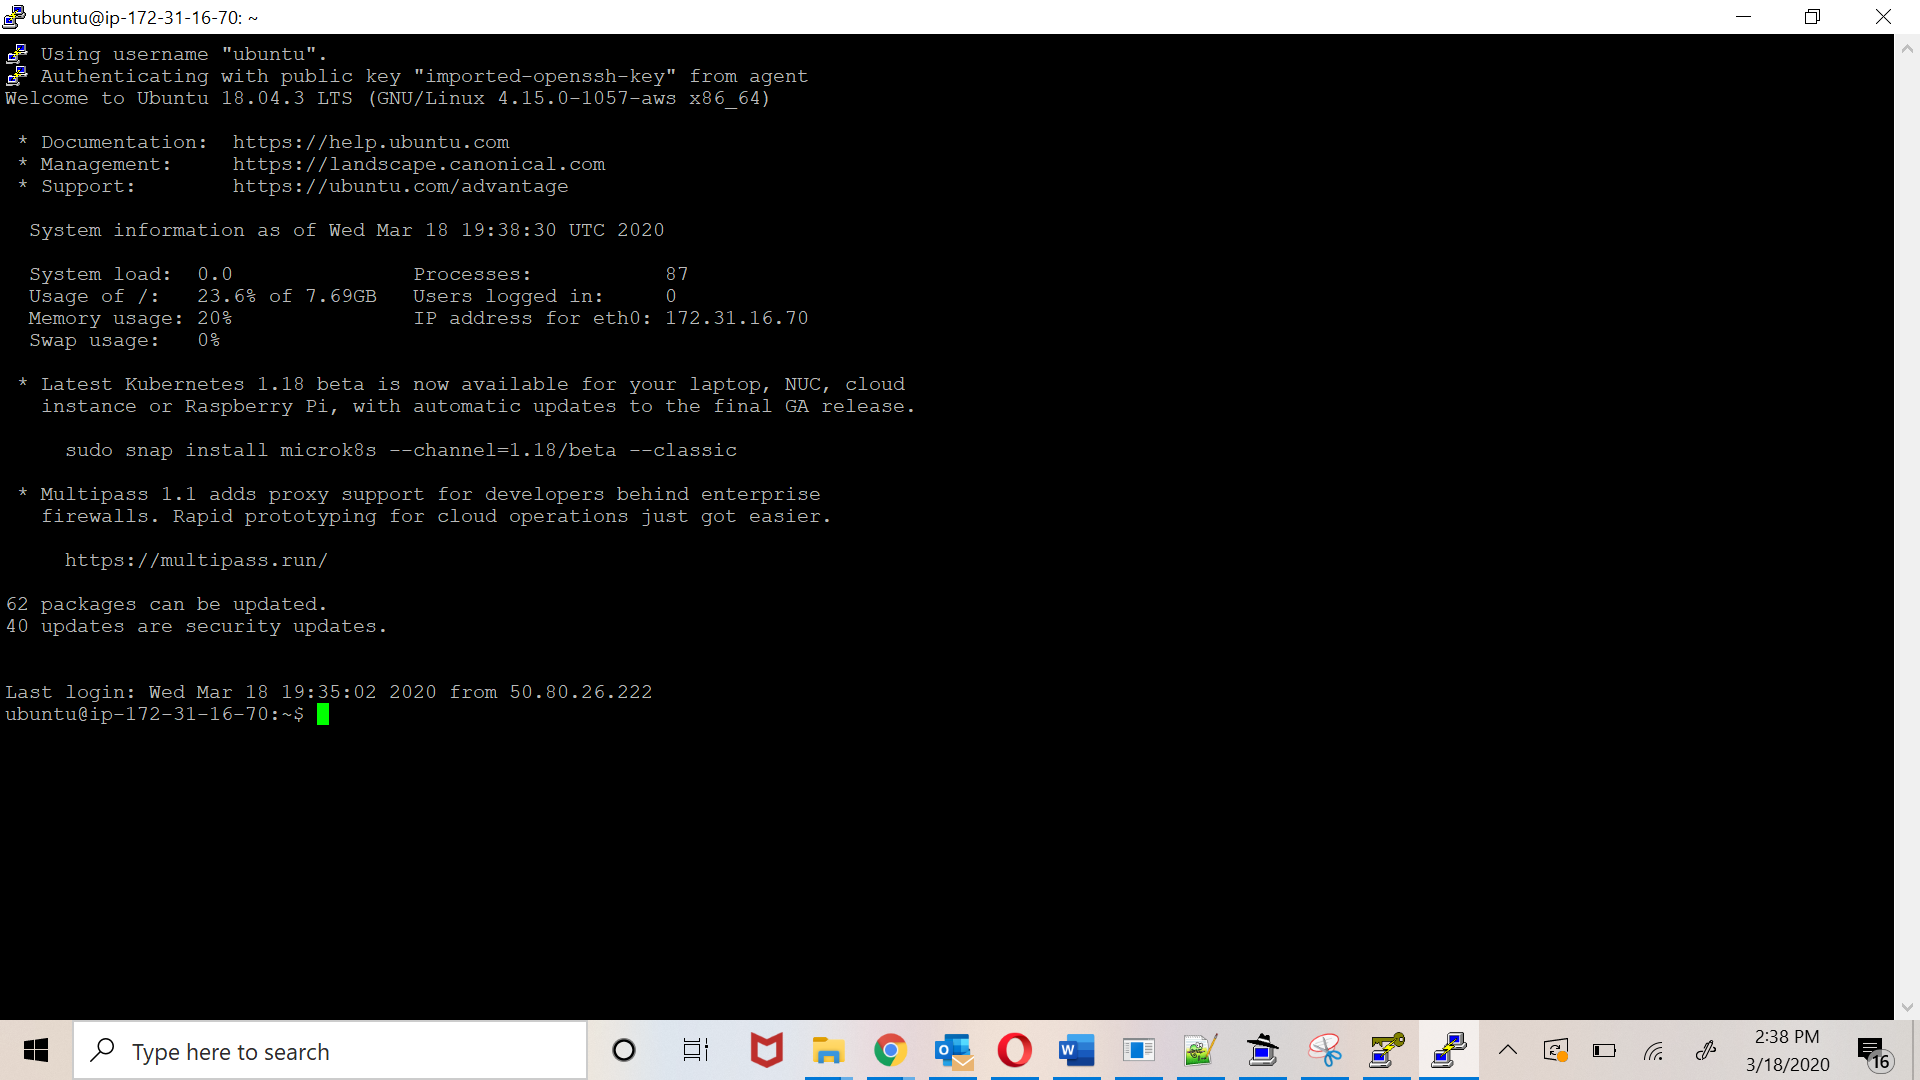 ubuntu@ip-172-31-16-70: ~
Using username "ubuntu".
Authenticating with public key "imported-openssh-key" from agent
Welcome to Ubuntu 18.04.3 LTS (GNU/Linux 4.15.0-1057-aws x86_64)
* Documentation:  https://help.ubuntu.com
* Management:     https://landscape.canonical.com
* Support:        https://ubuntu.com/advantage
System information as of Wed Mar 18 19:38:30 UTC 2020
System load:  0.0               Processes:           87
Usage of /:   23.6% of 7.69GB   Users logged in:     0
Memory usage: 20%               IP address for eth0: 172.31.16.70
Swap usage:   0%
* Latest Kubernetes 1.18 beta is now available for your laptop, NUC, cloud
instance or Raspberry Pi, with automatic updates to the final GA release.
sudo snap install microk8s --channel=1.18/beta --classic
* Multipass 1.1 adds proxy support for developers behind enterprise
firewalls. Rapid prototyping for cloud operations just got easier.
https://multipass.run/
62 packages can be updated.
40 updates are security updates.
Last login: Wed Mar 18 19:35:02 2020 from 50.80.26.222
ubuntu@ip-172-31-16-70:~$
Type here to search
2:38 PM
3/18/2020
16